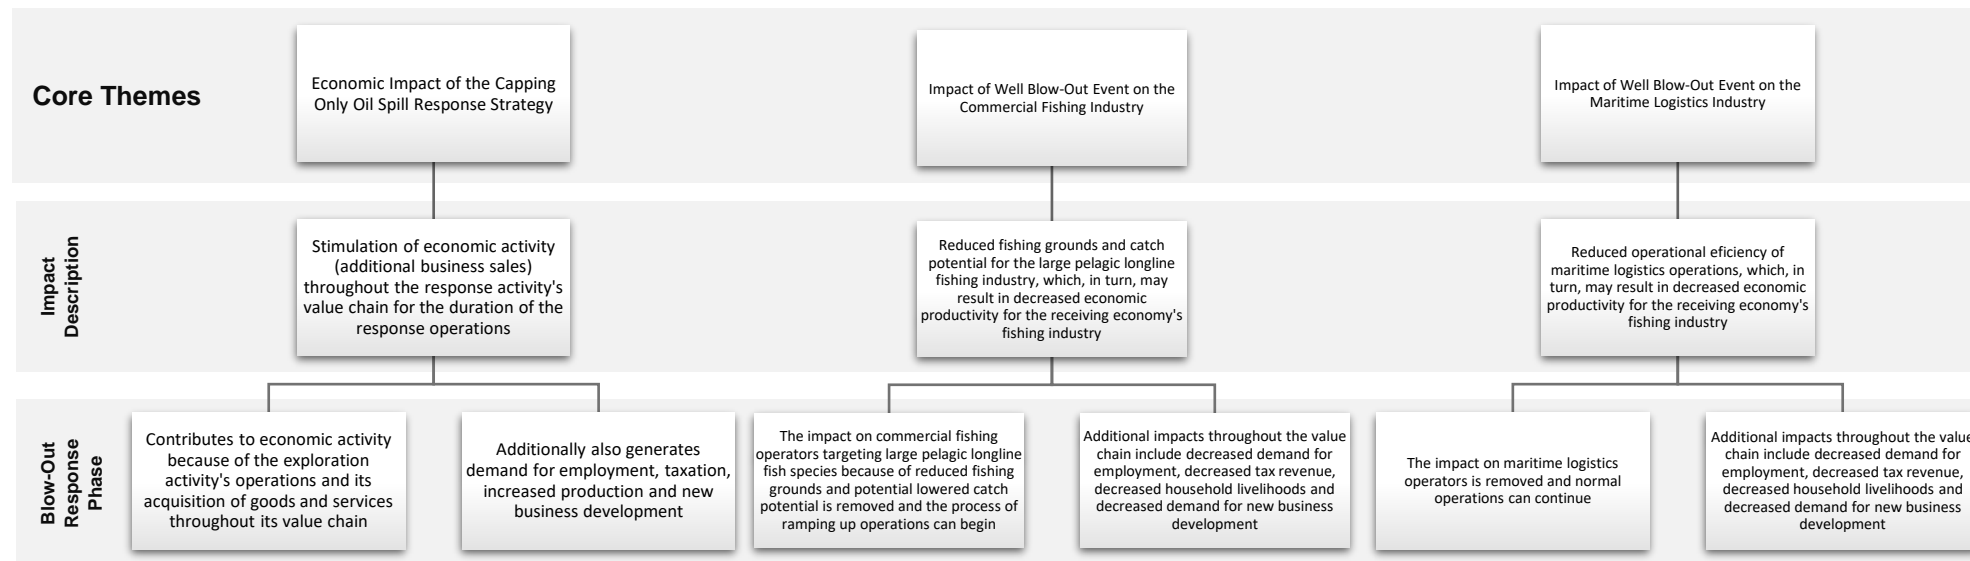 Core Themes
Economic Impact of the Capping
Only Oil Spill Response Strategy
Impact of Well Blow-Out Event on the
Commercial Fishing Industry
Impact of Well Blow-Out Event on the
Maritime Logistics Industry
Impact
Description
Stimulation of economic activity
(additional business sales)
throughout the response activity's
value chain for the duration of the
response operations
Reduced fishing grounds and catch
potential for the large pelagic longline
fishing industry, which, in turn, may
result in decreased economic
productivity for the receiving economy's
fishing industry
Reduced operational eficiency of
maritime logistics operations, which, in
turn, may result in decreased economic
productivity for the receiving economy's
fishing industry
Blow-Out
Response
Phase
Contributes to economic activity
because of the exploration
activity's operations and its
acquisition of goods and services
throughout its value chain
Additionally also generates
demand for employment, taxation,
increased production and new
business development
The impact on commercial fishing
operators targeting large pelagic longline
fish species because of reduced fishing
grounds and potential lowered catch
potential is removed and the process of
ramping up operations can begin
Additional impacts throughout the value
chain include decreased demand for
employment, decreased tax revenue,
decreased household livelihoods and
decreased demand for new business
development
The impact on maritime logistics
operators is removed and normal
operations can continue
Additional impacts throughout the value
chain include decreased demand for
employment, decreased tax revenue,
decreased household livelihoods and
decreased demand for new business
development